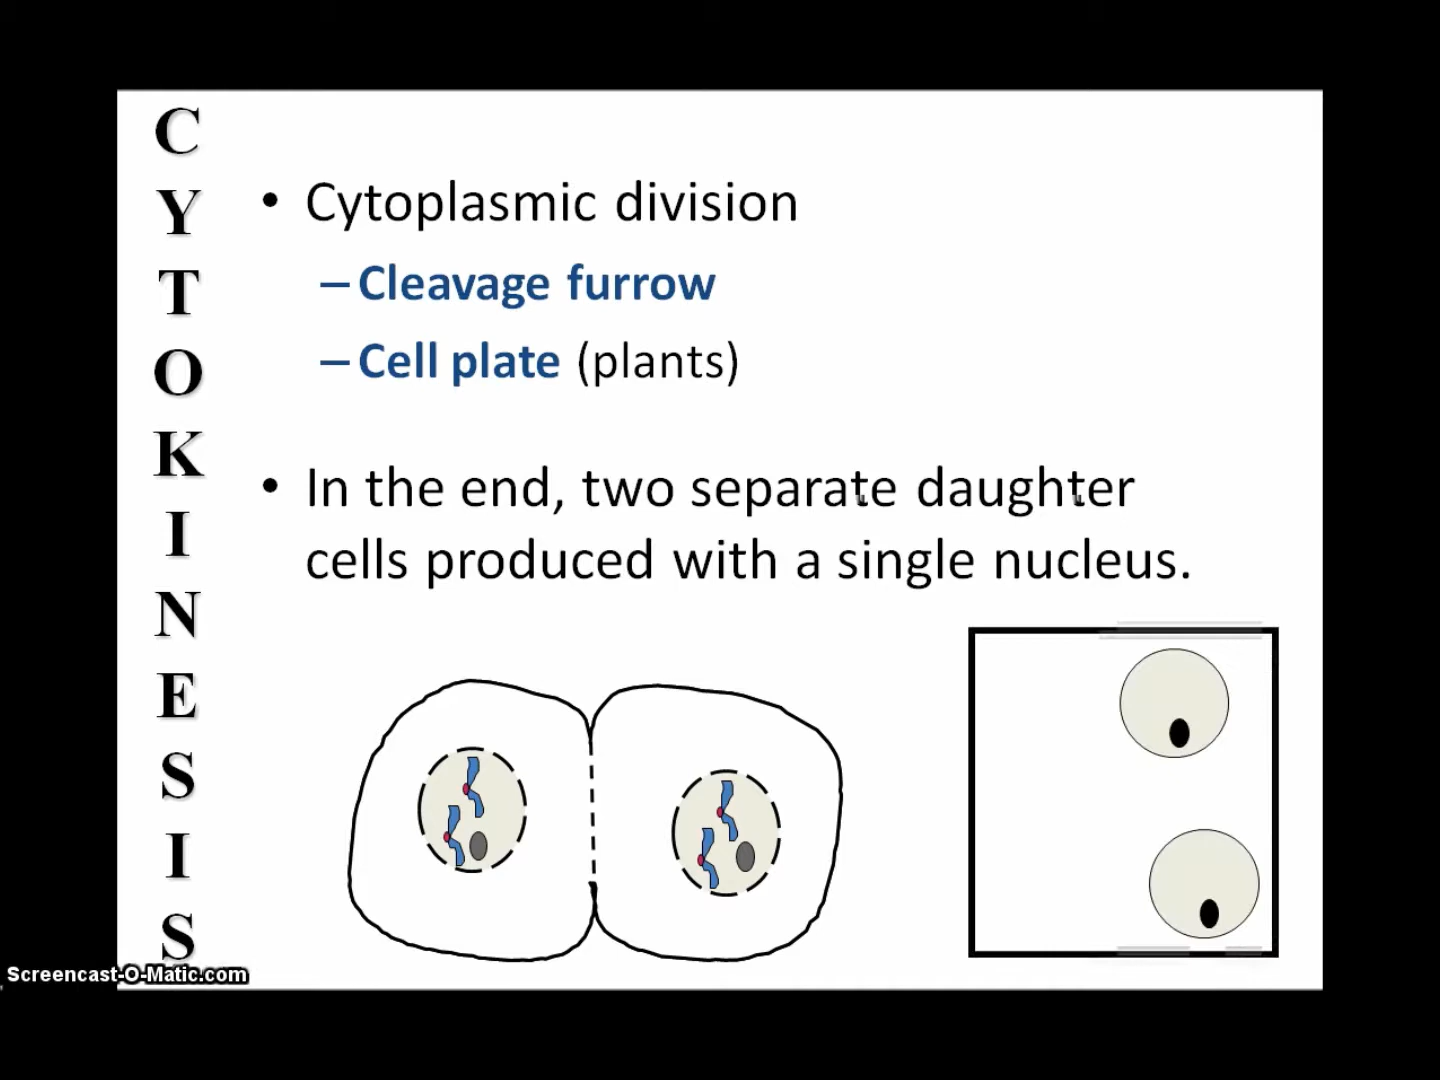 CYTOKINESIS
• Cytoplasmic division
– Cleavage furrow
– Cell plate (plants)
• In the end, two separate daughter
cells produced with a single nucleus.
Screencast-O-Matic.com